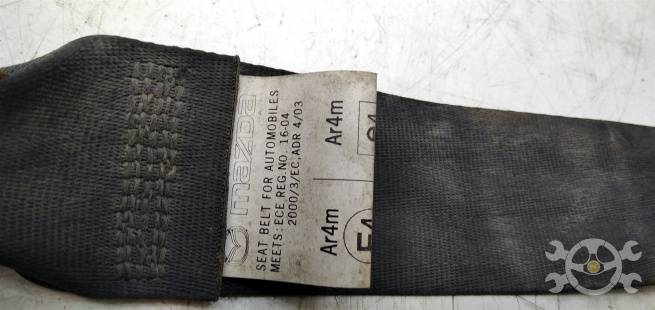 mazda
SEAT BELT FOR AUTOMOBILES
MEETS: ECE REG.NO. 16-04
2000/3/EC,ADR 4/03
Ar4m Ar4m